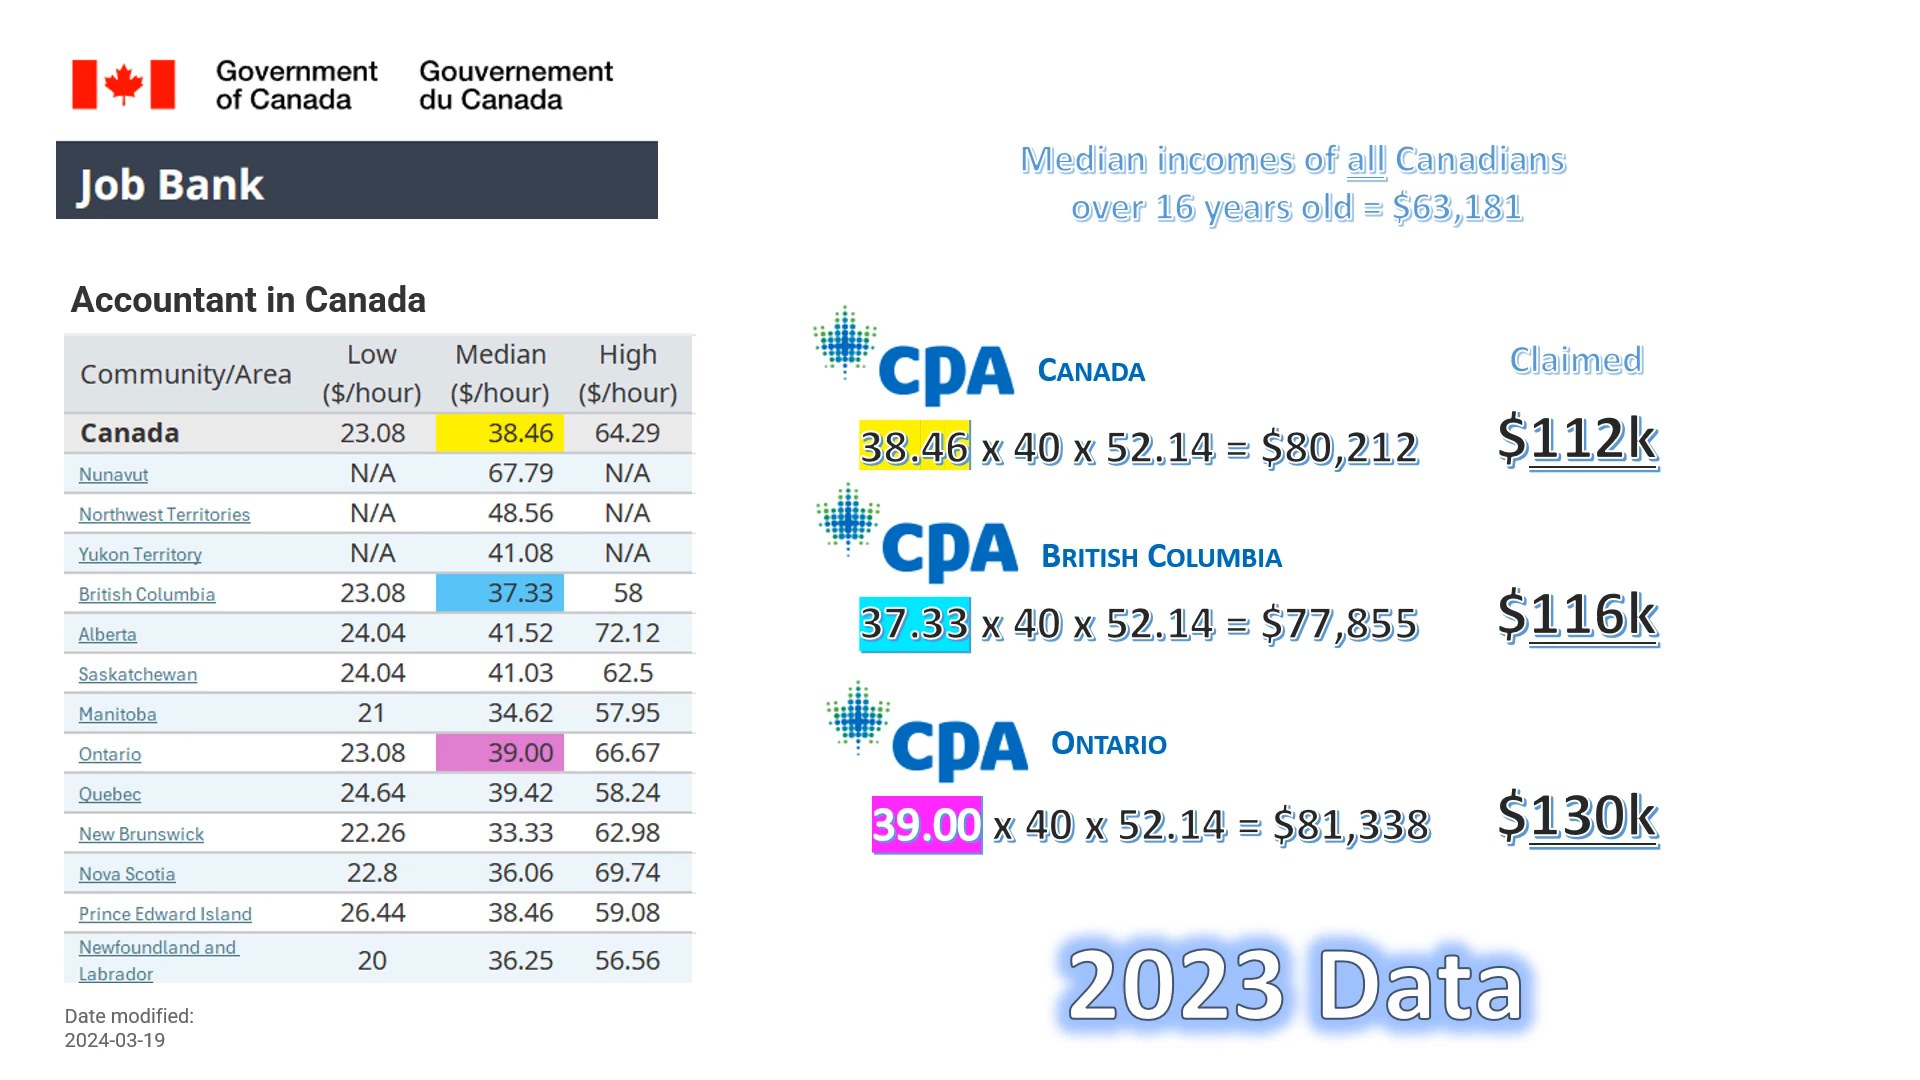 Government Gouvernement
of Canada du Canada
Job Bank
Median incomes of all Canadians
over 16 years old = $63,181
Accountant in Canada
Community/Area Low ($/hour) Median ($/hour) High ($/hour)
Canada 23.08 38.46 64.29
Nunavut N/A 67.79 N/A
Northwest Territories N/A 48.56 N/A
Yukon Territory N/A 41.08 N/A
British Columbia 23.08 37.33 58
Alberta 24.04 41.52 72.12
Saskatchewan 24.04 41.03 62.5
Manitoba 21 34.62 57.95
Ontario 23.08 39.00 66.67
Quebec 24.64 39.42 58.24
New Brunswick 22.26 33.33 62.98
Nova Scotia 22.8 36.06 69.74
Prince Edward Island 26.44 38.46 59.08
Newfoundland and
Labrador 20 36.25 56.56
Date modified:
2024-03-19
CPA CANADA
Claimed
38.46 x 40 x 52.14 = $80,212 $112k
CPA BRITISH COLUMBIA
37.33 x 40 x 52.14 = $77,855 $116k
CPA ONTARIO
39.00 x 40 x 52.14 = $81,338 $130k
2023 Data